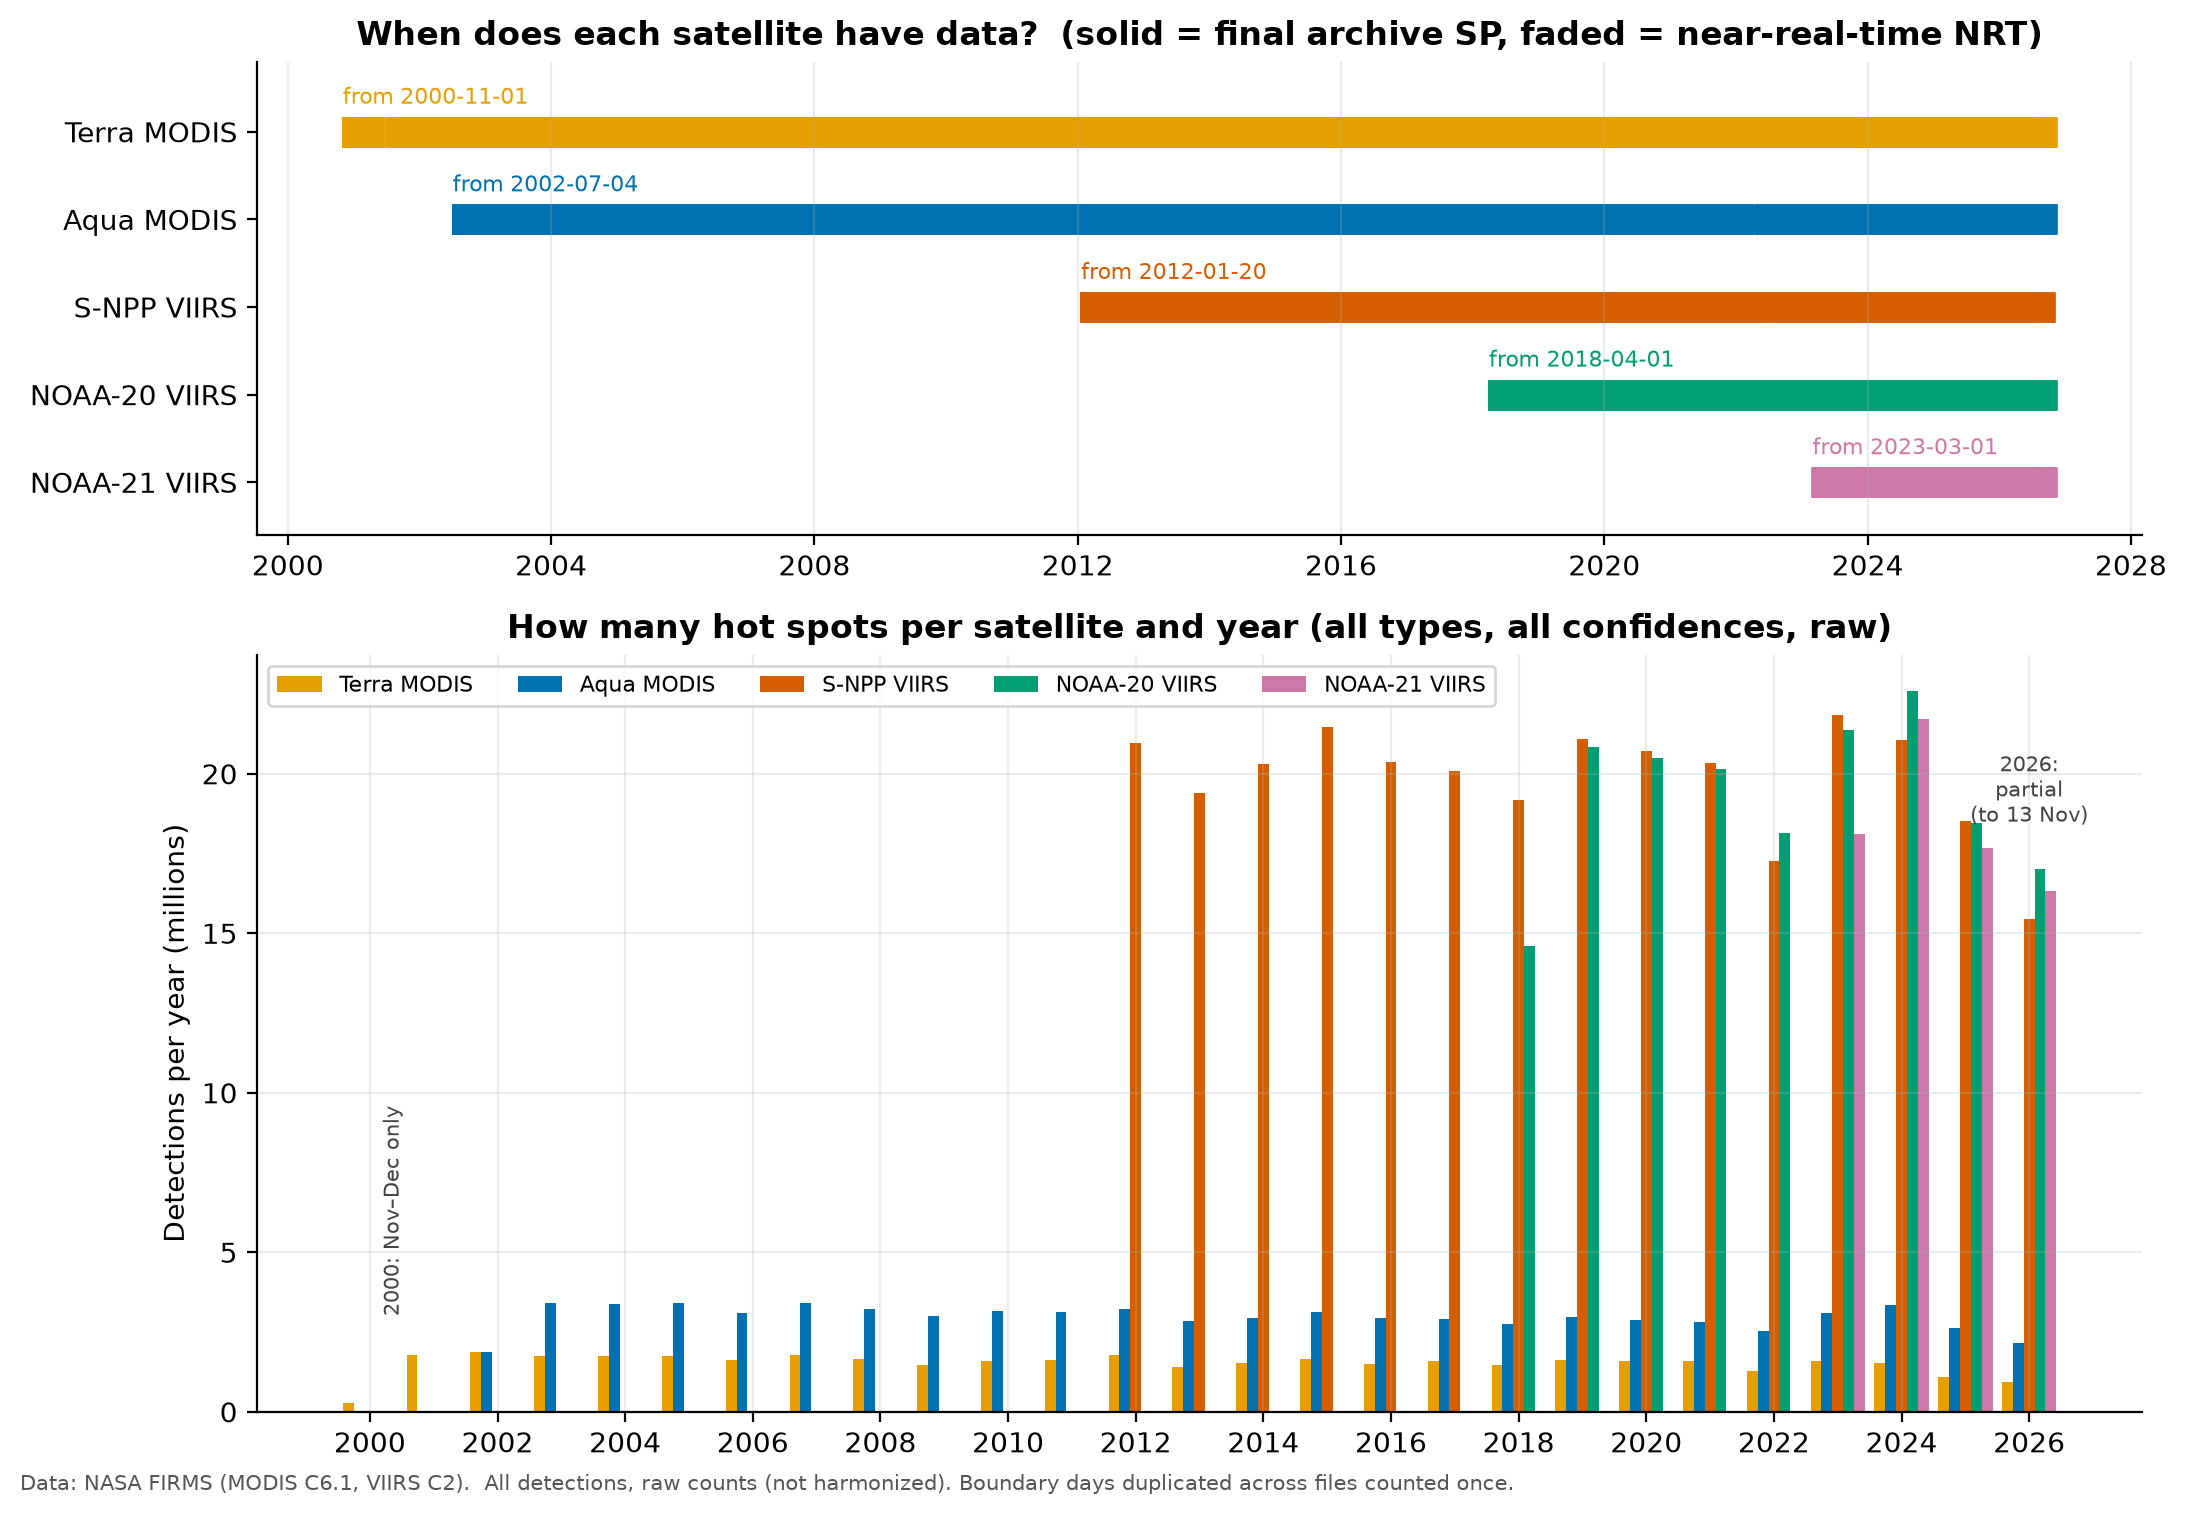 When does each satellite have data?  (solid = final archive SP, faded = near-real-time NRT)
from 2000-11-01
Terra MODIS
from 2002-07-04
Aqua MODIS
from 2012-01-20
S-NPP VIIRS
from 2018-04-01
NOAA-20 VIIRS
from 2023-03-01
NOAA-21 VIIRS
2000 2004 2008 2012 2016 2020 2024 2028
How many hot spots per satellite and year (all types, all confidences, raw)
Terra MODIS Aqua MODIS S-NPP VIIRS NOAA-20 VIIRS NOAA-21 VIIRS
Detections per year (millions)
20
15
10
5
0
2000: Nov–Dec only
2026:
partial
(to 13 Nov)
2000 2002 2004 2006 2008 2010 2012 2014 2016 2018 2020 2022 2024 2026
Data: NASA FIRMS (MODIS C6.1, VIIRS C2).  All detections, raw counts (not harmonized). Boundary days duplicated across files counted once.